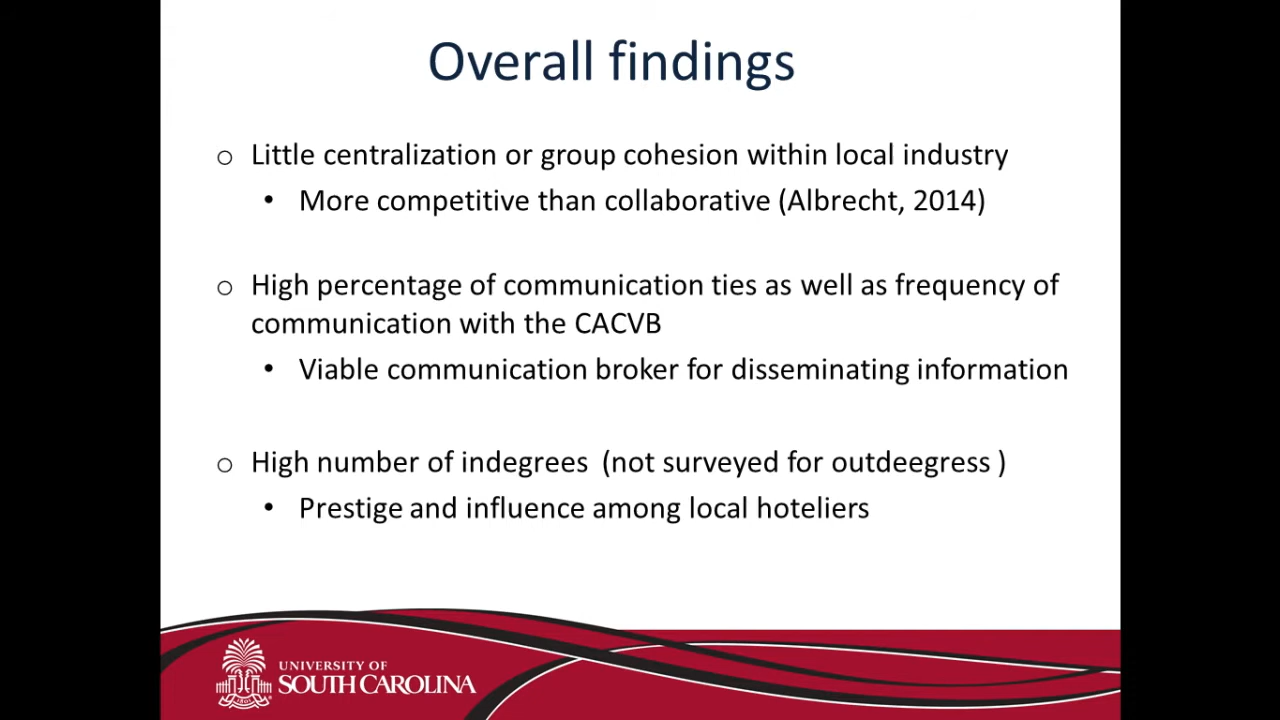 Overall findings
o Little centralization or group cohesion within local industry
• More competitive than collaborative (Albrecht, 2014)
o High percentage of communication ties as well as frequency of
communication with the CACVB
• Viable communication broker for disseminating information
o High number of indegrees (not surveyed for outdeegress )
• Prestige and influence among local hoteliers
UNIVERSITY OF
SOUTH CAROLINA